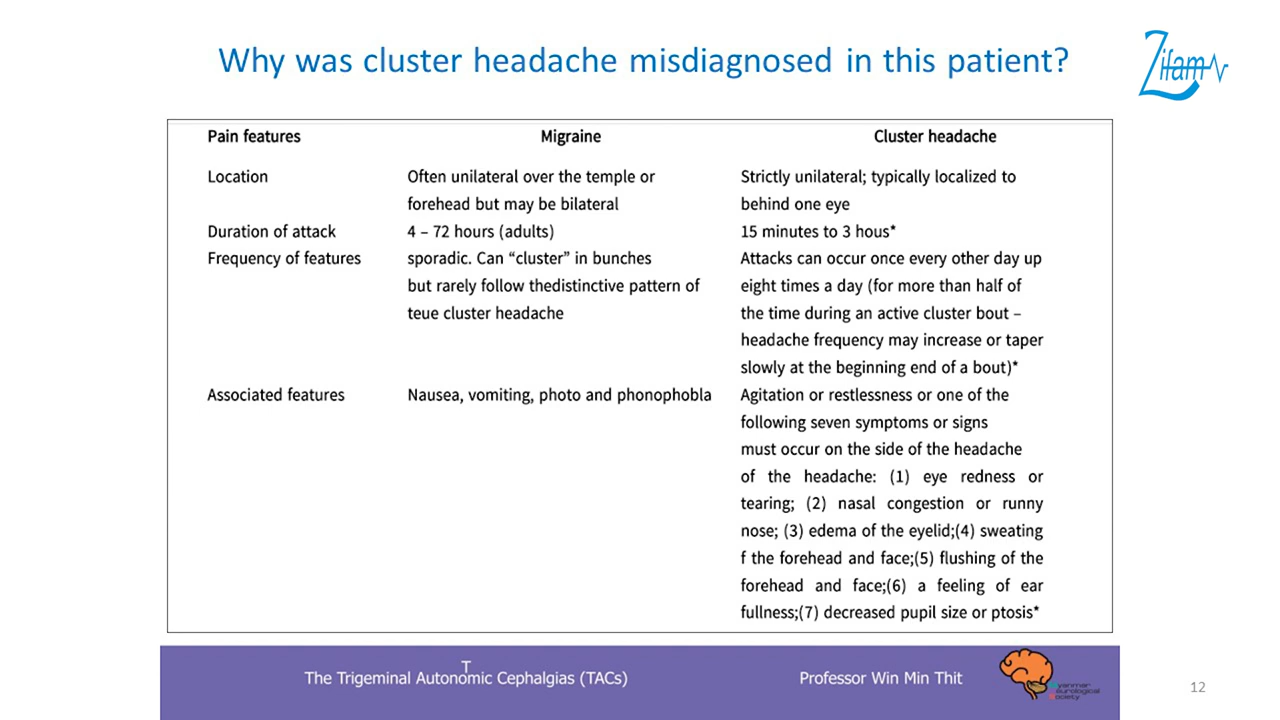 Why was cluster headache misdiagnosed in this patient?
Zifam
Pain features Migraine Cluster headache
Location Often unilateral over the temple or Strictly unilateral; typically localized to
forehead but may be bilateral behind one eye
Duration of attack 4 – 72 hours (adults) 15 minutes to 3 hous*
Frequency of features sporadic. Can “cluster” in bunches Attacks can occur once every other day up
but rarely follow thedistinctive pattern of eight times a day (for more than half of
teue cluster headache the time during an active cluster bout –
headache frequency may increase or taper
slowly at the beginning end of a bout)*
Associated features Nausea, vomiting, photo and phonophobla Agitation or restlessness or one of the
following seven symptoms or signs
must occur on the side of the headache
of the headache: (1) eye redness or
tearing; (2) nasal congestion or runny
nose; (3) edema of the eyelid;(4) sweating
f the forehead and face;(5) flushing of the
forehead and face;(6) a feeling of ear
fullness;(7) decreased pupil size or ptosis*
T
The Trigeminal Autonomic Cephalgias (TACs) Professor Win Min Thit
Myanmar
Neurological
Society
12